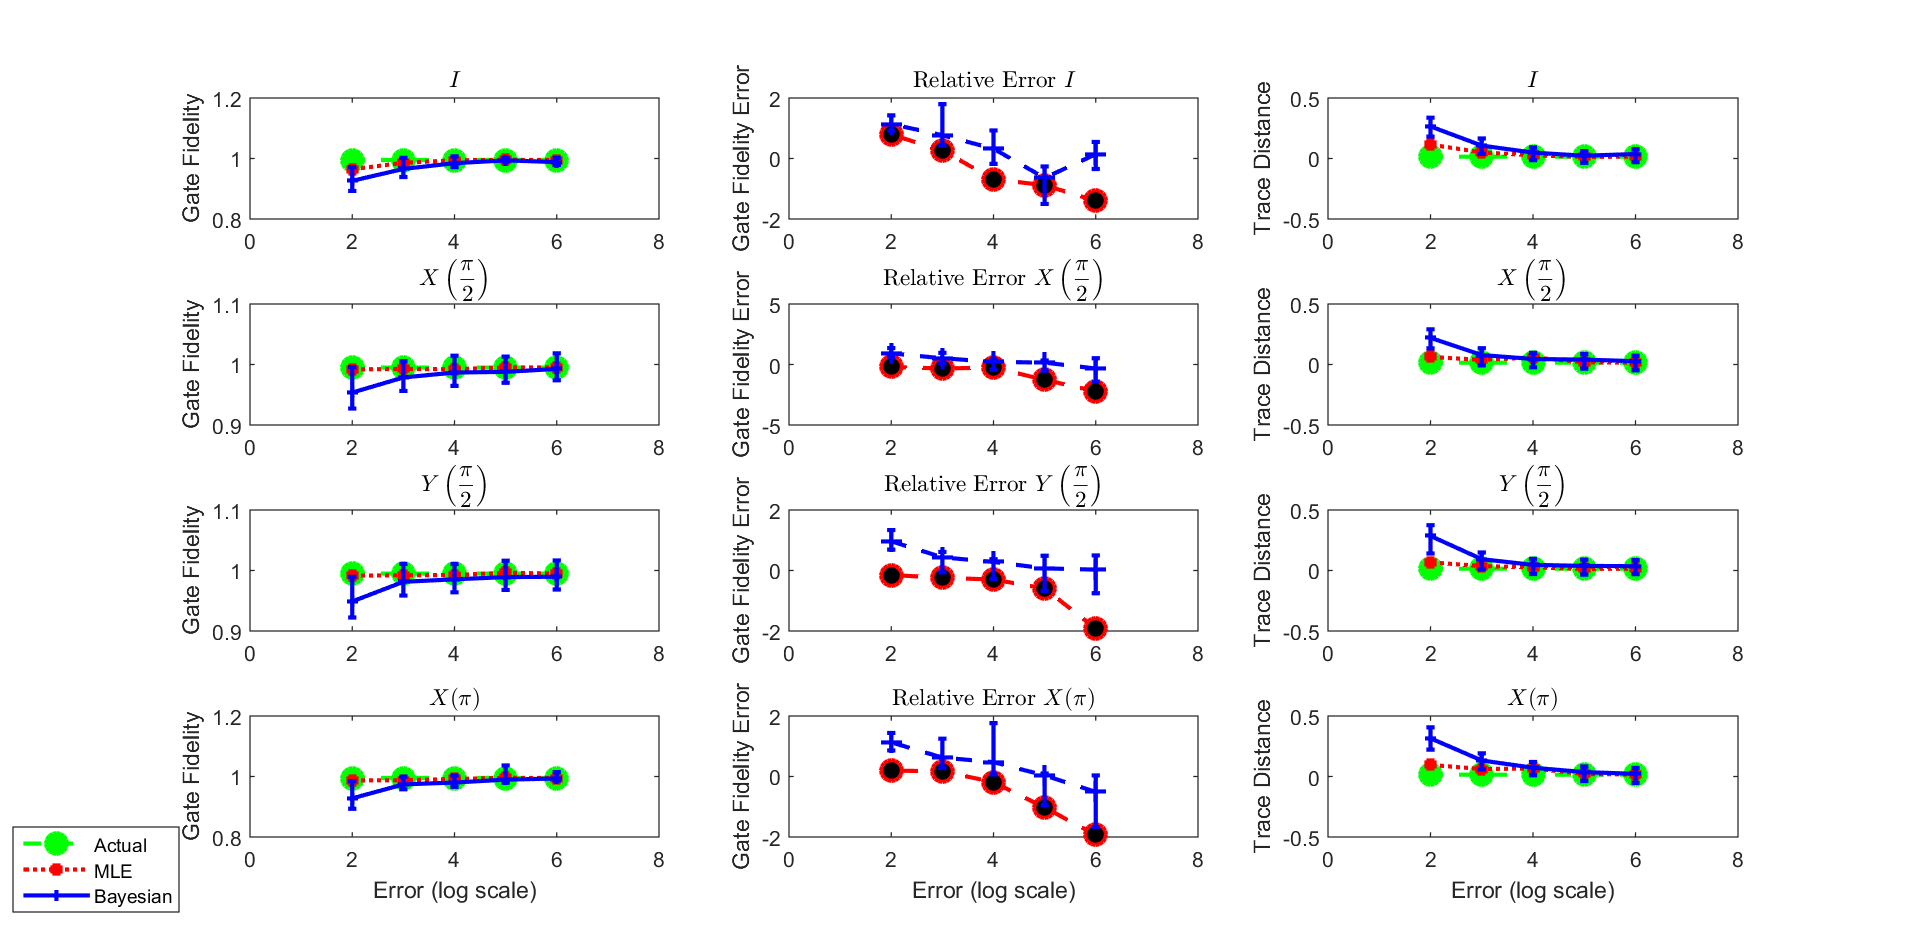 I
Gate Fidelity
1.2
1
0.8
0 2 4 6 8
Relative Error I
Gate Fidelity Error
2
0
-2
0 2 4 6 8
I
Trace Distance
0.5
0
-0.5
0 2 4 6 8
X (π/2)
Gate Fidelity
1.1
1
0.9
0 2 4 6 8
Relative Error X (π/2)
Gate Fidelity Error
5
0
-5
0 2 4 6 8
X (π/2)
Trace Distance
0.5
0
-0.5
0 2 4 6 8
Y (π/2)
Gate Fidelity
1.1
1
0.9
0 2 4 6 8
Relative Error Y (π/2)
Gate Fidelity Error
2
0
-2
0 2 4 6 8
Y (π/2)
Trace Distance
0.5
0
-0.5
0 2 4 6 8
X(π)
Gate Fidelity
1.2
1
0.8
0 2 4 6 8
Error (log scale)
Relative Error X(π)
Gate Fidelity Error
2
0
-2
0 2 4 6 8
Error (log scale)
X(π)
Trace Distance
0.5
0
-0.5
0 2 4 6 8
Error (log scale)
Actual
MLE
Bayesian